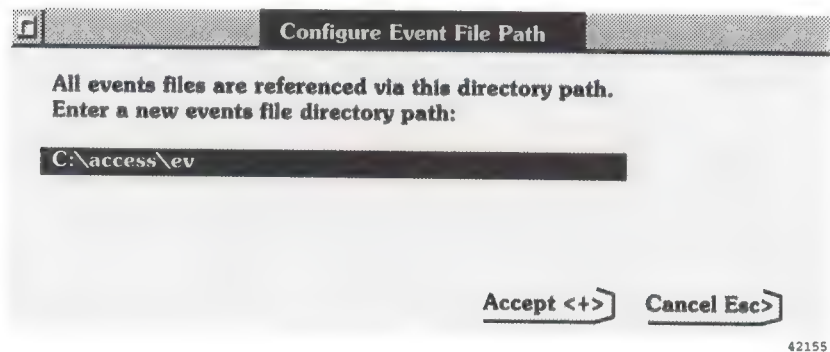 Configure Event File Path
All events files are referenced via this directory path.
Enter a new events file directory path:
C:\access\ev
Accept <+>
Cancel Esc>
42155